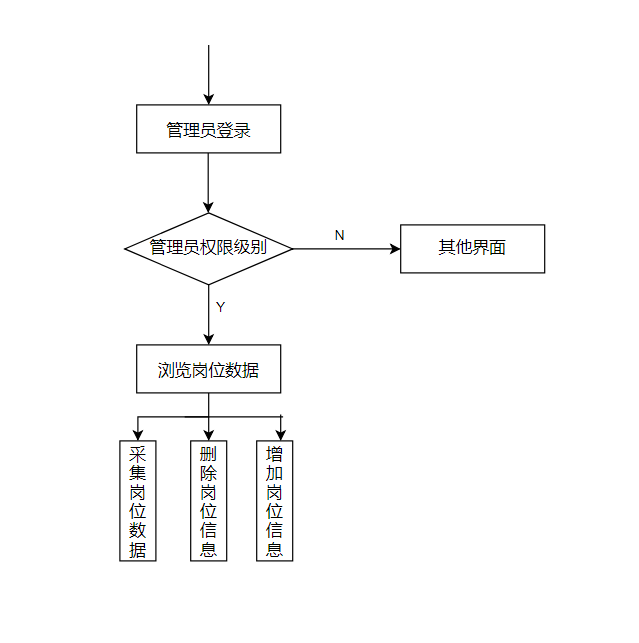 管理员登录
管理员权限级别
N
其他界面
Y
浏览岗位数据
采集岗位数据
删除岗位信息
增加岗位信息